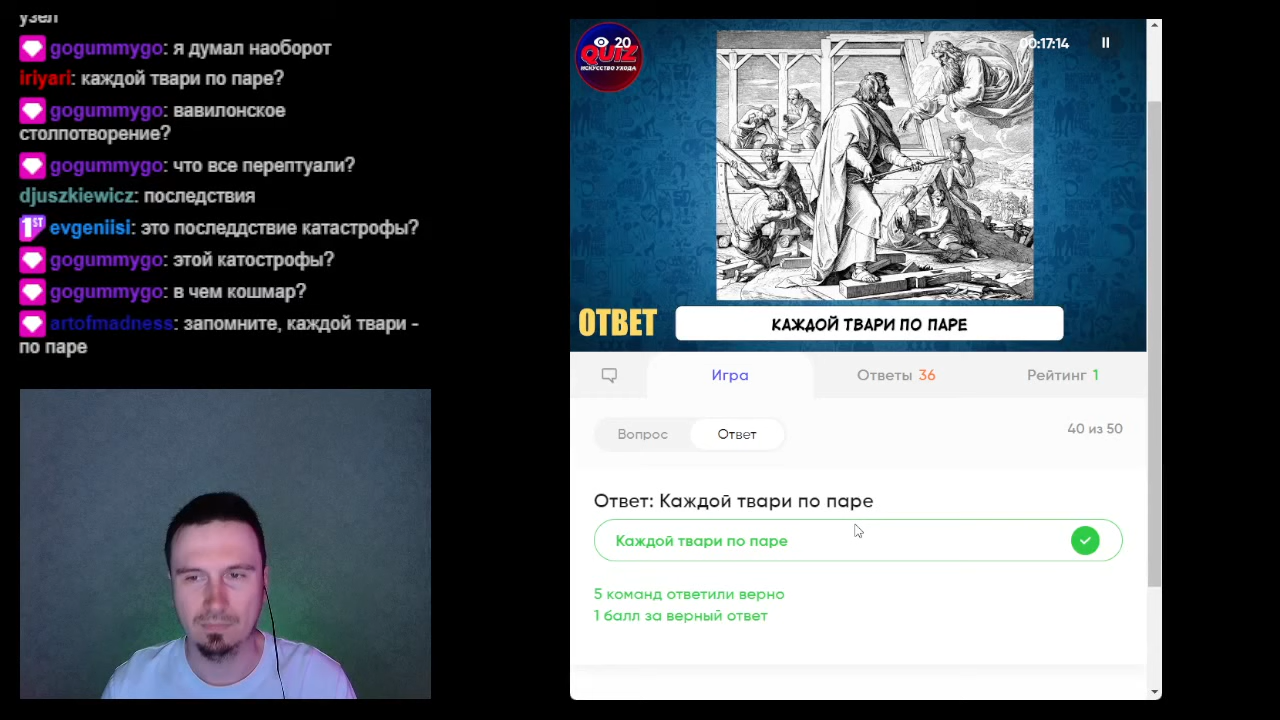 узел
gogummygo: я думал наоборот
iriyari: каждой твари по паре?
gogummygo: вавилонское
столпотворение?
gogummygo: что все перептуали?
djuszkiewicz: последствия
1ST evgeniisi: это последдствие катастрофы?
gogummygo: этой катострофы?
gogummygo: в чем кошмар?
artofmadness: запомните, каждой твари -
по паре
20
QUIZ
ИСКУССТВО УХОДА
00:17:14
ОТВЕТ
КАЖДОЙ ТВАРИ ПО ПАРЕ
Игра
Ответы 36
Рейтинг 1
Вопрос
Ответ
40 из 50
Ответ: Каждой твари по паре
Каждой твари по паре
5 команд ответили верно
1 балл за верный ответ